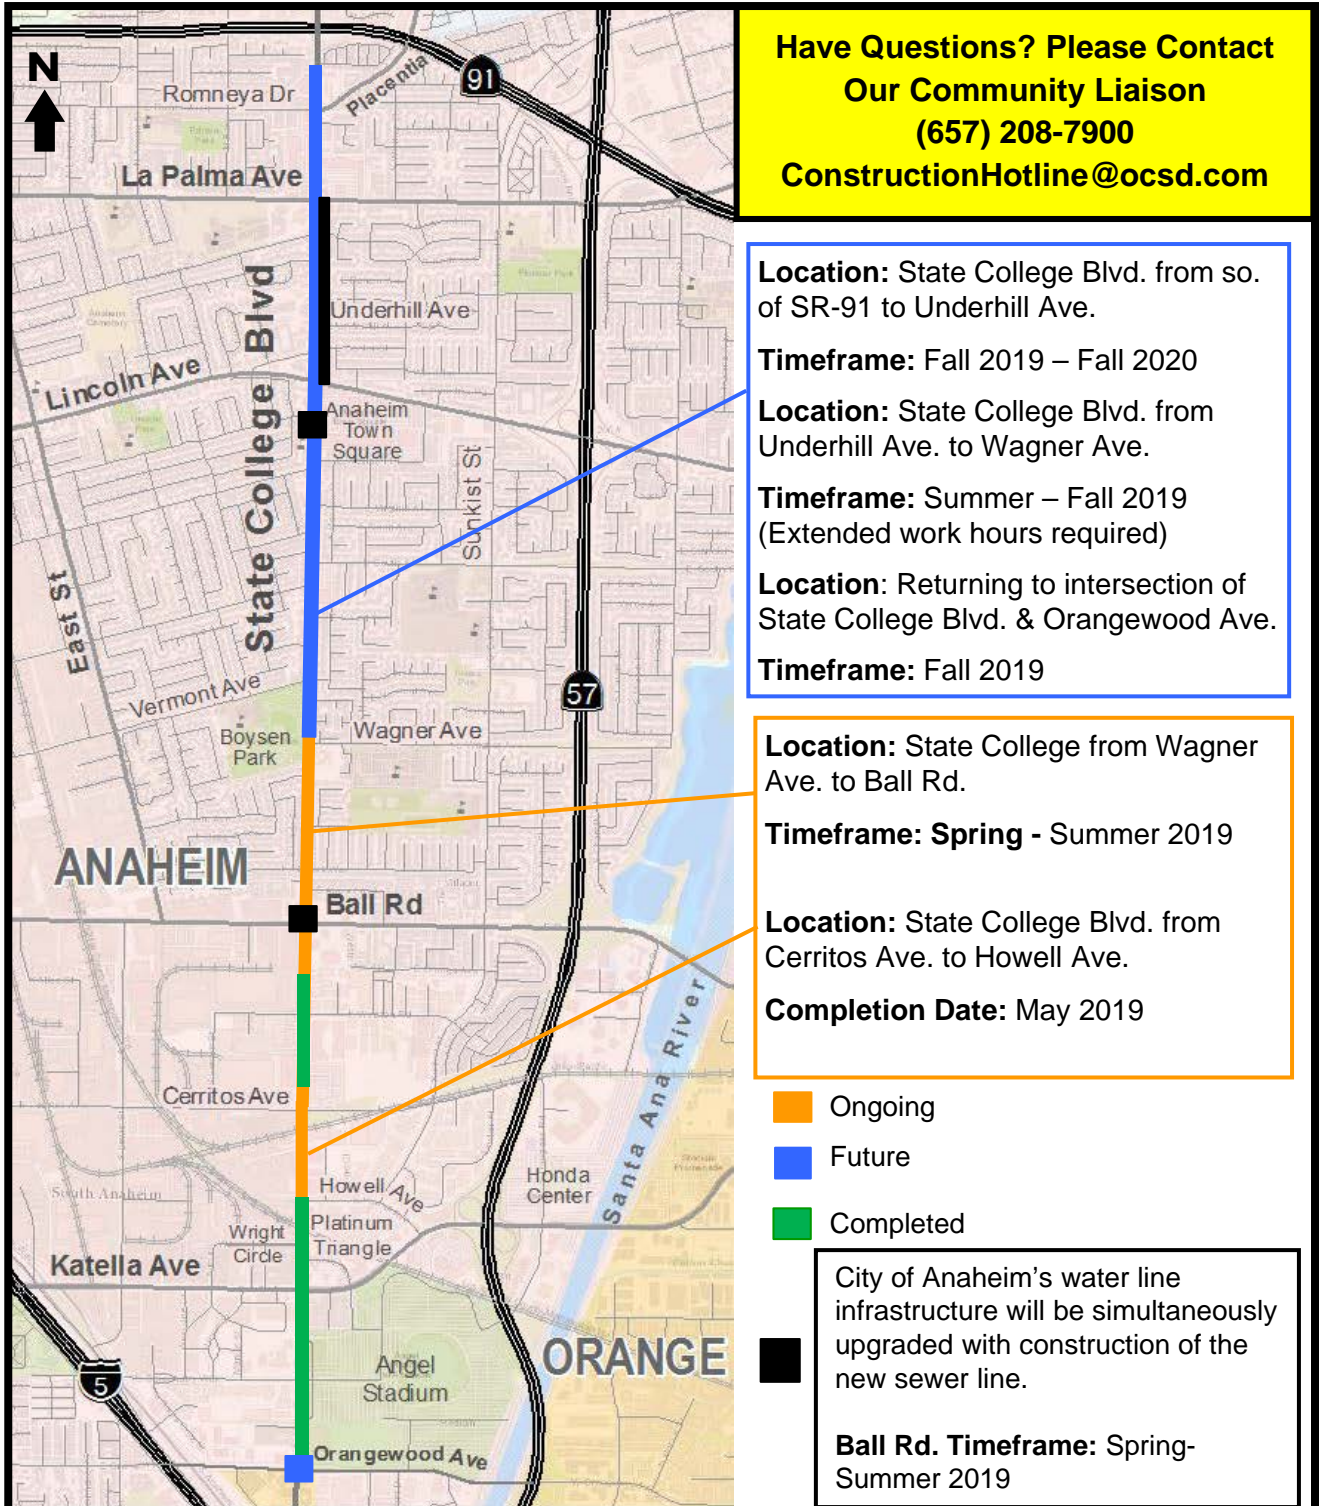 N
Romneya Dr
Placentia
91
La Palma Ave
State College Blvd
Underhill Ave
Lincoln Ave
Anaheim
Town
Square
Sunkist St
East St
Vermont Ave
57
Boysen
Park
Wagner Ave
ANAHEIM
Ball Rd
Santa Ana River
Cerritos Ave
Howell Ave
Honda
Center
South Anaheim
Wright
Circle
Platinum
Triangle
Katella Ave
Angel
Stadium
ORANGE
5
Orangewood Ave
Have Questions? Please Contact
Our Community Liaison
(657) 208-7900
ConstructionHotline@ocsd.com
Location: State College Blvd. from so.
of SR-91 to Underhill Ave.
Timeframe: Fall 2019 – Fall 2020
Location: State College Blvd. from
Underhill Ave. to Wagner Ave.
Timeframe: Summer – Fall 2019
(Extended work hours required)
Location: Returning to intersection of
State College Blvd. & Orangewood Ave.
Timeframe: Fall 2019
Location: State College from Wagner
Ave. to Ball Rd.
Timeframe: Spring - Summer 2019
Location: State College Blvd. from
Cerritos Ave. to Howell Ave.
Completion Date: May 2019
Ongoing
Future
Completed
City of Anaheim's water line
infrastructure will be simultaneously
upgraded with construction of the
new sewer line.
Ball Rd. Timeframe: Spring-
Summer 2019